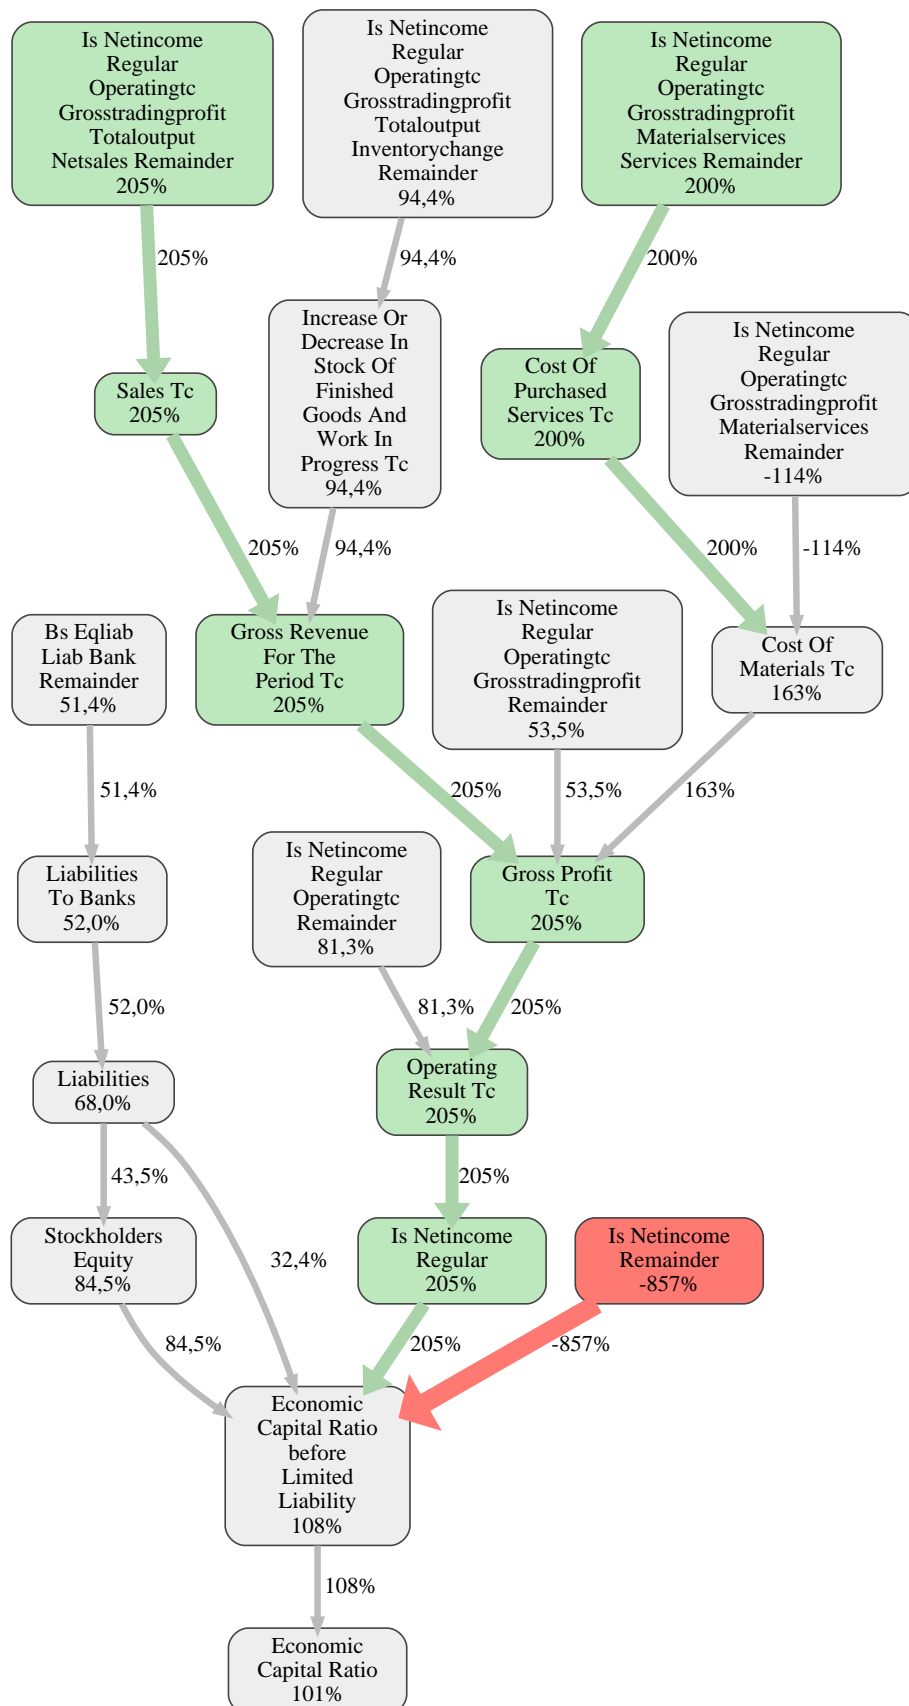 Is Netincome
Regular
Operatingtc
Grosstradingprofit
Totaloutput
Netsales Remainder
205%
Is Netincome
Regular
Operatingtc
Grosstradingprofit
Totaloutput
Inventorychange
Remainder
94,4%
Is Netincome
Regular
Operatingtc
Grosstradingprofit
Materialservices
Services Remainder
200%
205%
94,4%
200%
Increase Or
Decrease In
Stock Of
Finished
Goods And
Work In
Progress Tc
94,4%
Is Netincome
Regular
Operatingtc
Grosstradingprofit
Materialservices
Remainder
-114%
Sales Tc
205%
Cost Of
Purchased
Services Tc
200%
205%
94,4%
200%
-114%
Bs Eqliab
Liab Bank
Remainder
51,4%
Gross Revenue
For The
Period Tc
205%
Is Netincome
Regular
Operatingtc
Grosstradingprofit
Remainder
53,5%
Cost Of
Materials Tc
163%
51,4%
205%
53,5%
163%
Liabilities
To Banks
52,0%
Is Netincome
Regular
Operatingtc
Remainder
81,3%
Gross Profit
Tc
205%
52,0%
81,3%
205%
Liabilities
68,0%
Operating
Result Tc
205%
43,5%
205%
Stockholders
Equity
84,5%
32,4%
Is Netincome
Regular
205%
Is Netincome
Remainder
-857%
84,5%
205%
-857%
Economic
Capital Ratio
before
Limited
Liability
108%
108%
Economic
Capital Ratio
101%